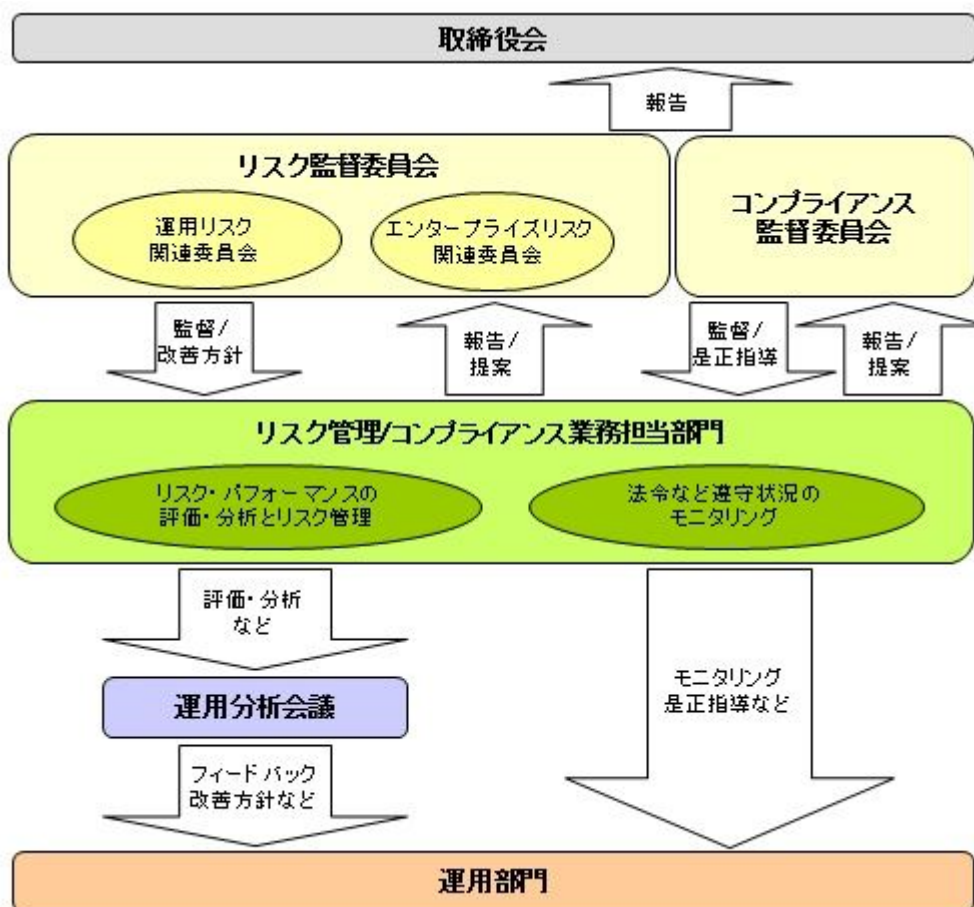 取締役会
報告
リスク監督委員会
運用リスク
関連委員会
エンタープライズリスク
関連委員会
コンプライアンス
監督委員会
監督/
改善方針
報告/
提案
監督/
是正指導
報告/
提案
リスク管理/コンプライアンス業務担当部門
リスク・パフォーマンスの
評価・分析とリスク管理
法令など遵守状況の
モニタリング
評価・分析
など
運用分析会議
モニタリング
是正指導など
フィードバック
改善方針など
運用部門